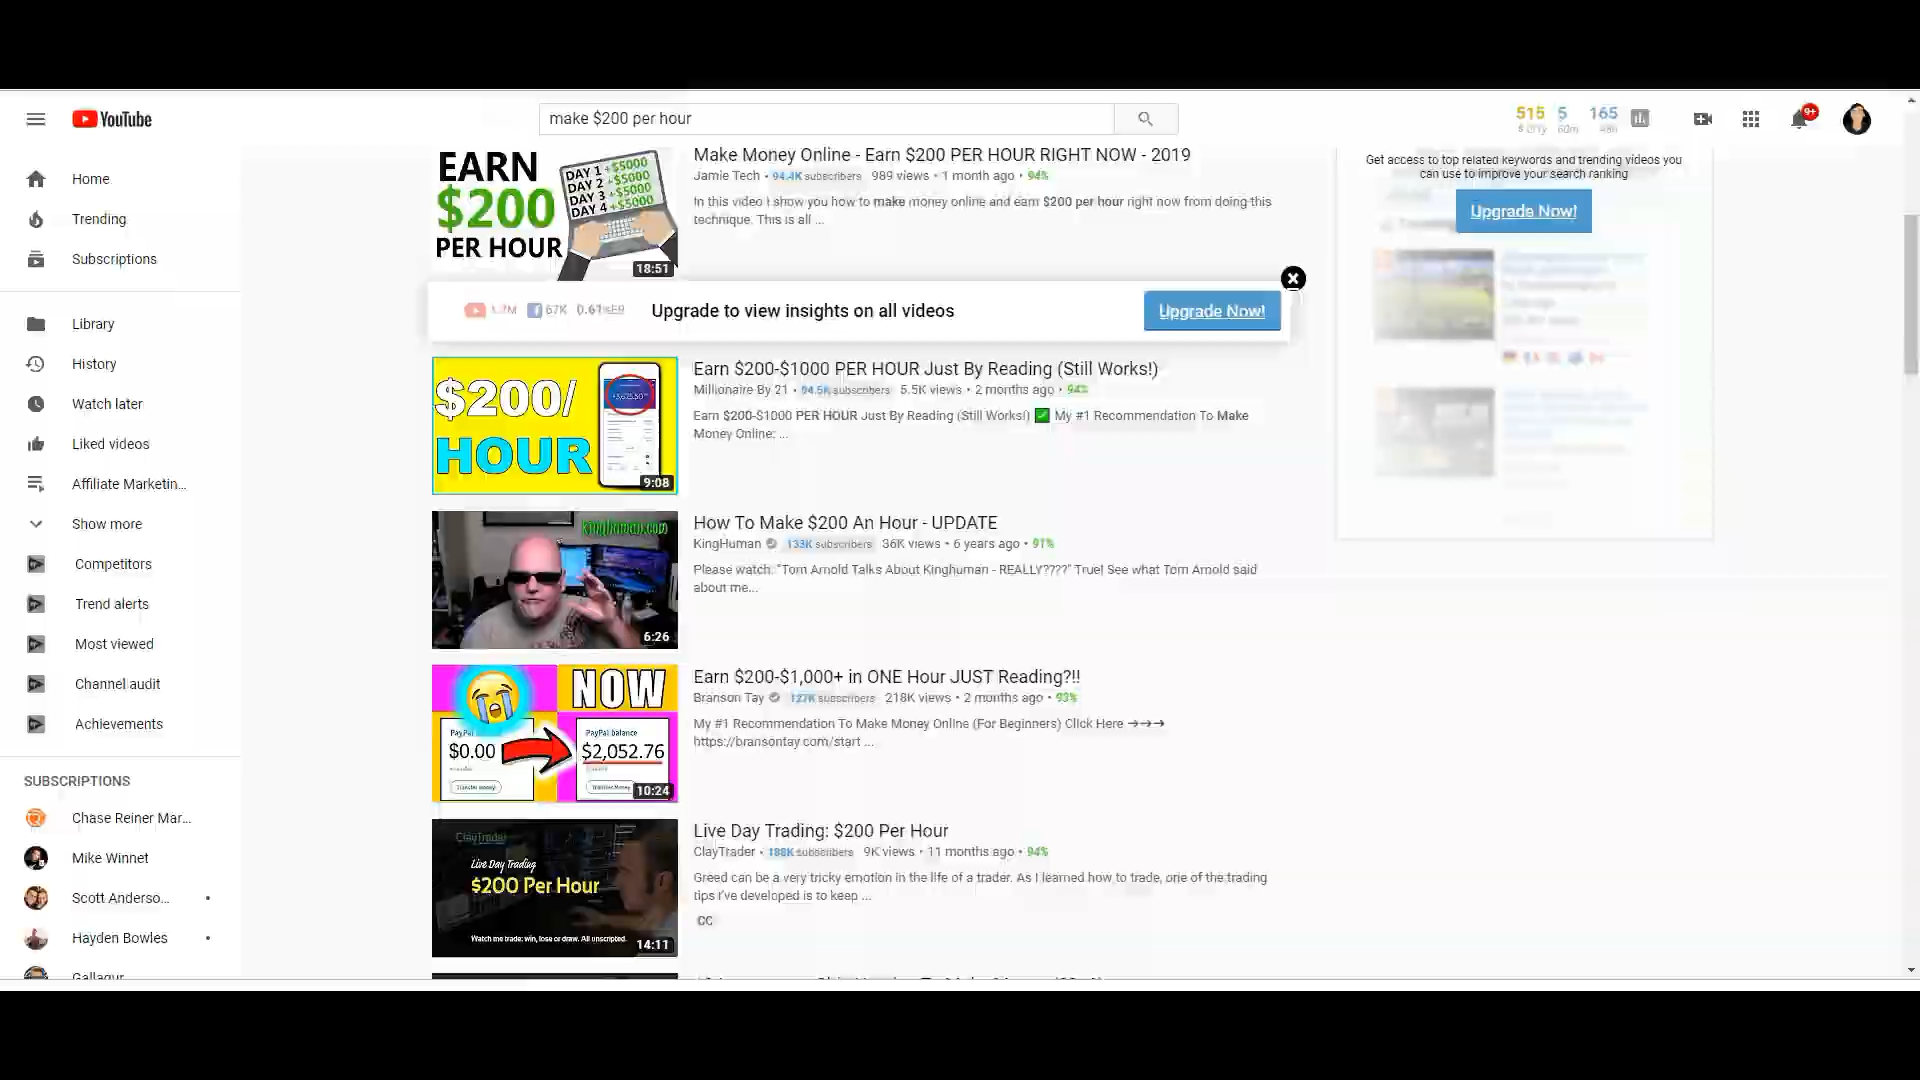 YouTube
make $200 per hour
515 5 165
60m 48h
9+
Home
Trending
Subscriptions
Library
History
Watch later
Liked videos
Affiliate Marketin...
Show more
Competitors
Trend alerts
Most viewed
Channel audit
Achievements
SUBSCRIPTIONS
Chase Reiner Mar...
Mike Winnet
Scott Anderso... •
Hayden Bowles •
EARN
$200
PER HOUR
DAY 1 +$5000
DAY 2 +$5000
DAY 3 +$5000
DAY 4 +$5000
18:51
Make Money Online - Earn $200 PER HOUR RIGHT NOW - 2019
Jamie Tech • 94.4K subscribers 989 views • 1 month ago • 94%
In this video I show you how to make money online and earn $200 per hour right now from doing this
technique. This is all ...
1.7M 67K 0.61%ER Upgrade to view insights on all videos Upgrade Now!
$200/
HOUR
9:08
Earn $200-$1000 PER HOUR Just By Reading (Still Works!)
Millionaire By 21 • 94.5K subscribers 5.5K views • 2 months ago • 94%
Earn $200-$1000 PER HOUR Just By Reading (Still Works!) ✅ My #1 Recommendation To Make
Money Online: ...
kinghuman.com
6:26
How To Make $200 An Hour - UPDATE
KingHuman 133K subscribers 36K views • 6 years ago • 91%
Please watch: "Tom Arnold Talks About Kinghuman - REALLY????" True! See what Tom Arnold said
about me...
NOW
PayPal
$0.00
Transfer money
PayPal balance
$2,052.76
Transfer Money
10:24
Earn $200-$1,000+ in ONE Hour JUST Reading?!!
Branson Tay 127K subscribers 218K views • 2 months ago • 93%
My #1 Recommendation To Make Money Online (For Beginners) Click Here →→→
https://bransontay.com/start ...
ClayTrader
Live Day Trading
$200 Per Hour
Watch me trade: win, lose or draw. All unscripted.
14:11
Live Day Trading: $200 Per Hour
ClayTrader • 188K subscribers 9K views • 11 months ago • 94%
Greed can be a very tricky emotion in the life of a trader. As I learned how to trade, one of the trading
tips I've developed is to keep ...
CC
Get access to top related keywords and trending videos you
can use to improve your search ranking
Upgrade Now!